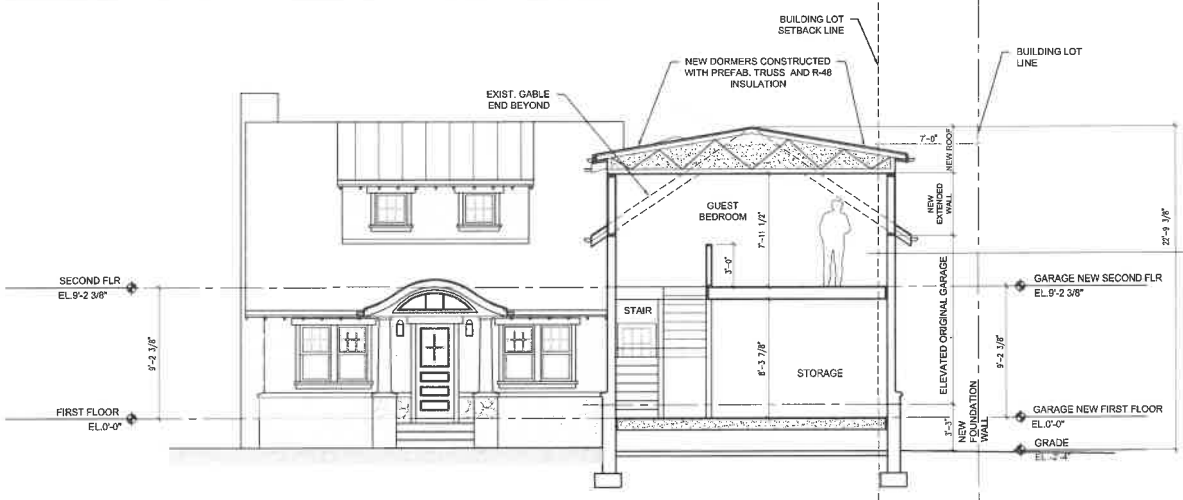 BUILDING LOT
SETBACK LINE
BUILDING LOT
LINE
NEW DORMERS CONSTRUCTED
WITH PREFAB. TRUSS AND R-48
INSULATION
EXIST. GABLE
END BEYOND
7'-0"
NEW ROOF
GUEST
BEDROOM
7'-11 1/2"
NEW
EXTENDED
WALL
22'-9 3/8"
3'-0"
SECOND FLR
EL.9'-2 3/8"
GARAGE NEW SECOND FLR
EL.9'-2 3/8"
STAIR
9'-2 3/8"
8'-3 7/8"
STORAGE
ELEVATED ORIGINAL GARAGE
9'-2 3/8"
FIRST FLOOR
EL.0'-0"
GARAGE NEW FIRST FLOOR
EL.0'-0"
3'-3"
NEW
FOUNDATION
WALL
GRADE